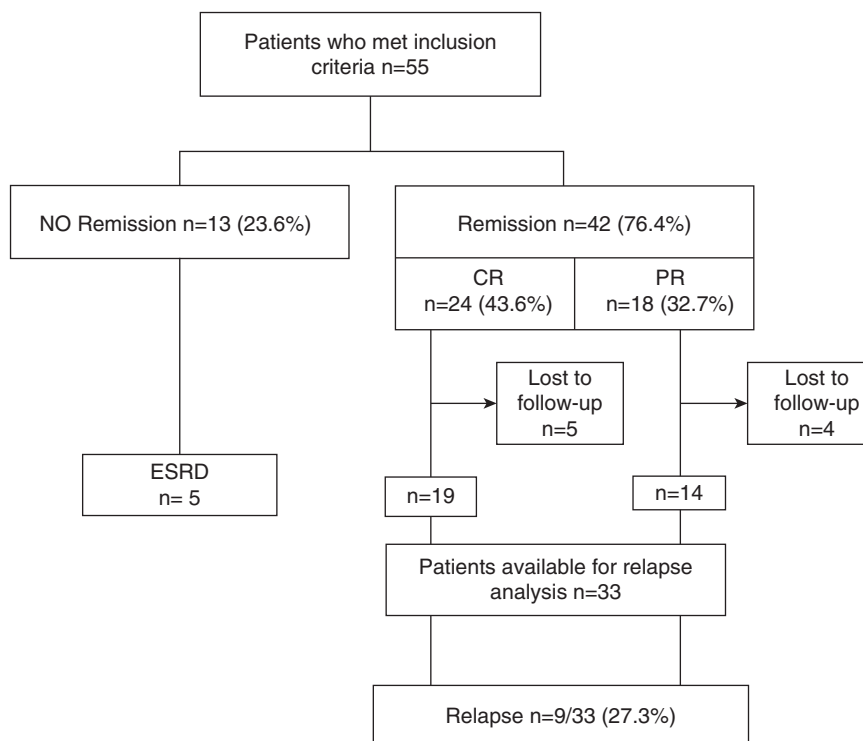 Patients who met inclusion
criteria n=55
NO Remission n=13 (23.6%)
Remission n=42 (76.4%)
CR
n=24 (43.6%)
PR
n=18 (32.7%)
Lost to
follow-up
n=5
Lost to
follow-up
n=4
ESRD
n= 5
n=19
n=14
Patients available for relapse
analysis n=33
Relapse n=9/33 (27.3%)